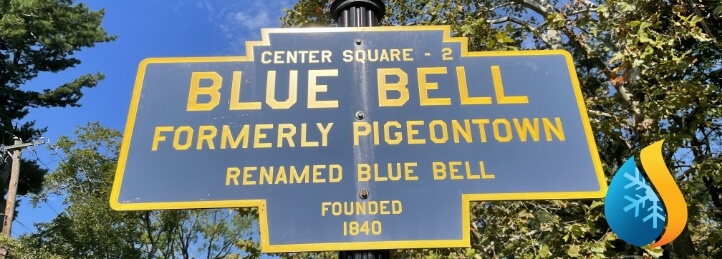 CENTER SQUARE - 2
BLUE BELL
FORMERLY PIGEONTOWN
RENAMED BLUE BELL
FOUNDED
1840